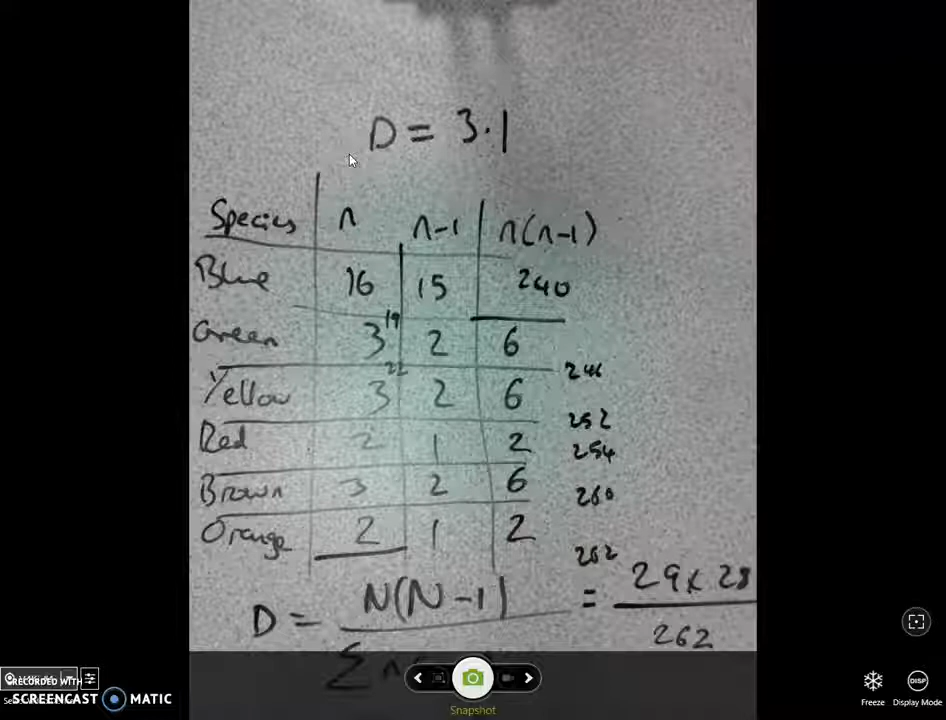 D = 3.1
Species n n-1 n(n-1)
Blue 16 15 240
Green 3 19 2 6
246
Yellow 3 22 2 6
252
Red 2 1 2 254
Brown 3 2 6 260
Orange 2 1 2
262
D = N(N-1) = 29 x 28
Σ n 262
RECORDED WITH
SCREENCAST MATIC
Snapshot
Freeze
DISP
Display Mode